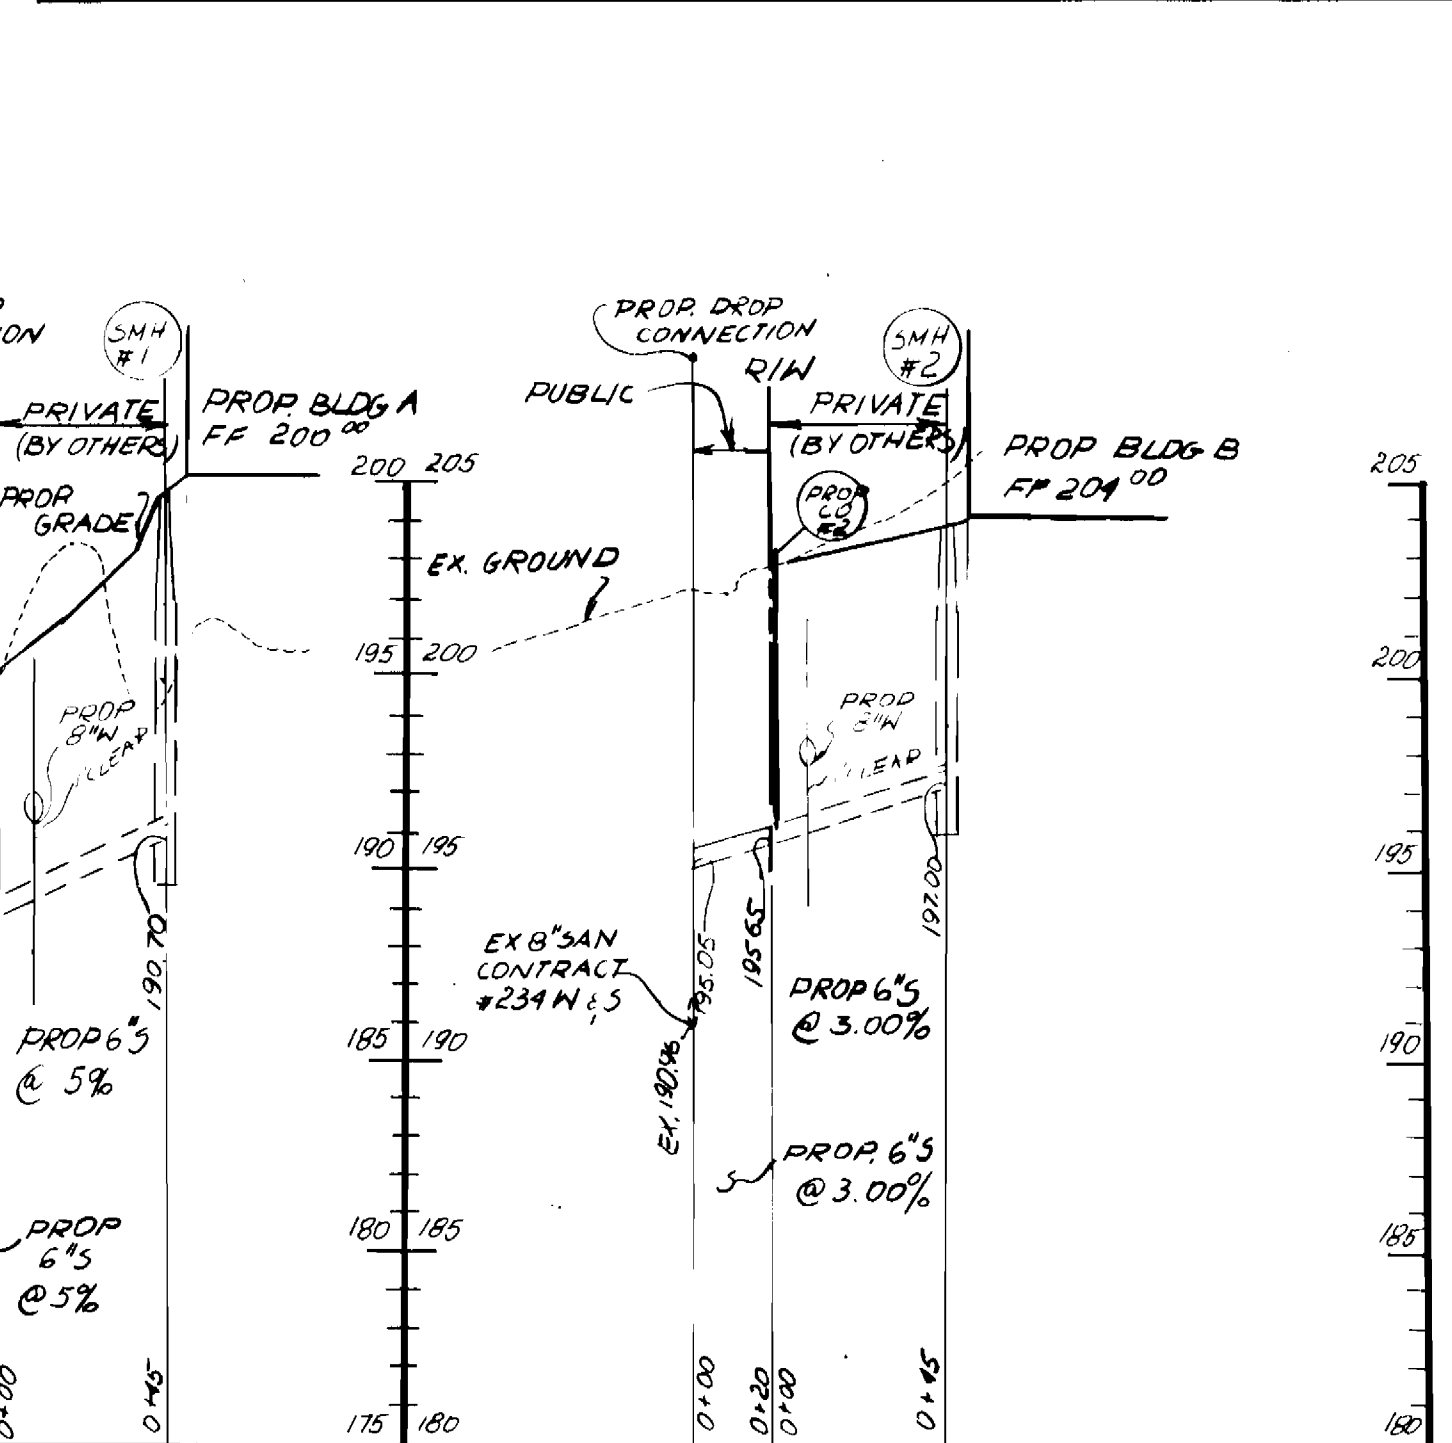 ON
SMH
#1
PRIVATE
(BY OTHERS)
PROP. BLDG A
FF 200 00
PROP
GRADE
PROP
8"W
1' CLEAR
190.70
PROP 6"S
@ 5%
PROP
6"S
@ 5%
0+00
0+45
200 205
195 200
190 195
185 190
180 185
175 180
PROP. DROP
CONNECTION
R/W
PUBLIC
SMH
#2
PRIVATE
(BY OTHERS)
PROP BLDG B
FF 204 00
PROP
CO
#2
EX. GROUND
PROP
8"W
CLEAR
EX 8" SAN
CONTRACT
#234 W & S
195.05
195.65
197.00
EX. 190.46
PROP 6"S
@ 3.00%
PROP. 6"S
@ 3.00%
S
0+00
0+20
0+00
0+45
205
200
195
190
185
180